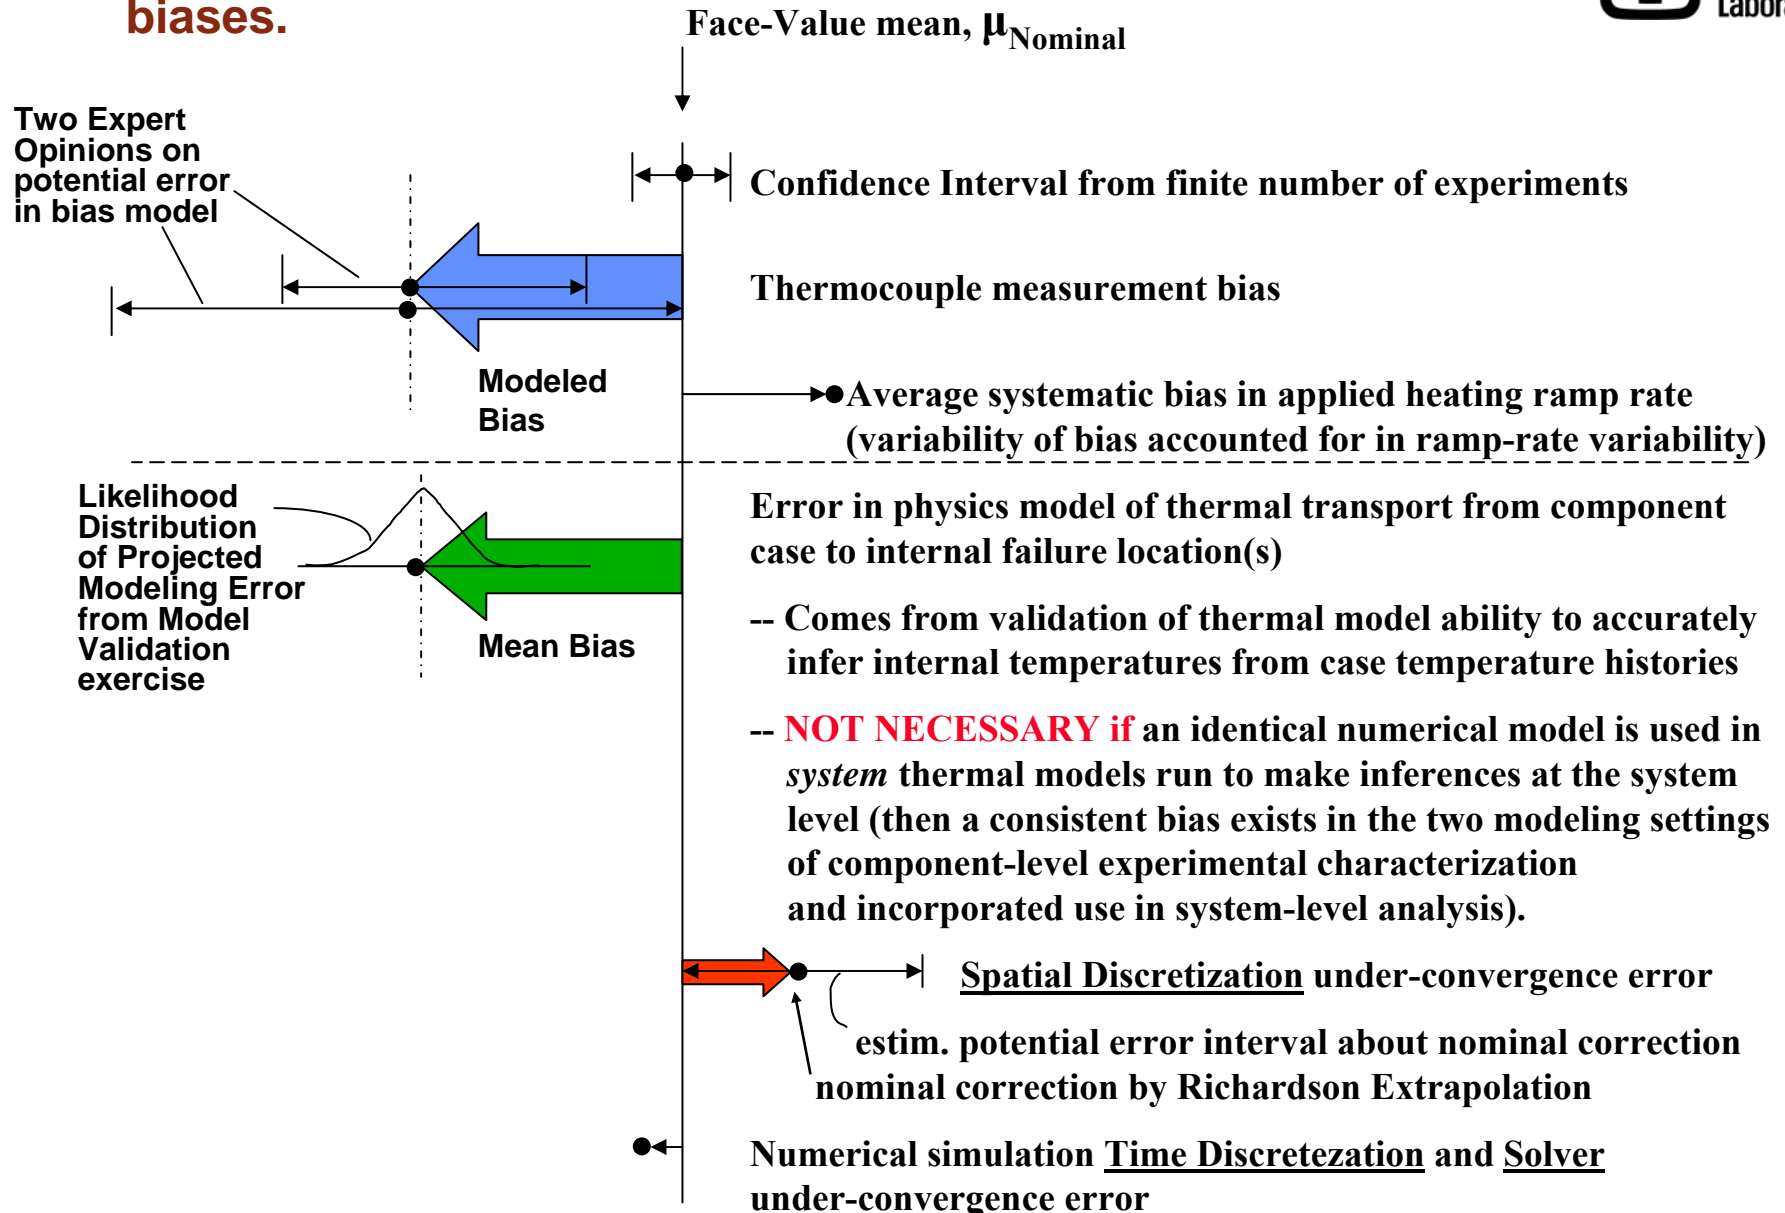 biases.
Labora
Face-Value mean, μNominal
Two Expert
Opinions on
potential error
in bias model
Confidence Interval from finite number of experiments
Thermocouple measurement bias
Modeled
Bias
Average systematic bias in applied heating ramp rate
(variability of bias accounted for in ramp-rate variability)
Likelihood
Distribution
of Projected
Modeling Error
from Model
Validation
exercise
Mean Bias
Error in physics model of thermal transport from component
case to internal failure location(s)
-- Comes from validation of thermal model ability to accurately
infer internal temperatures from case temperature histories
-- NOT NECESSARY if an identical numerical model is used in
system thermal models run to make inferences at the system
level (then a consistent bias exists in the two modeling settings
of component-level experimental characterization
and incorporated use in system-level analysis).
Spatial Discretization under-convergence error
estim. potential error interval about nominal correction
nominal correction by Richardson Extrapolation
Numerical simulation Time Discretezation and Solver
under-convergence error